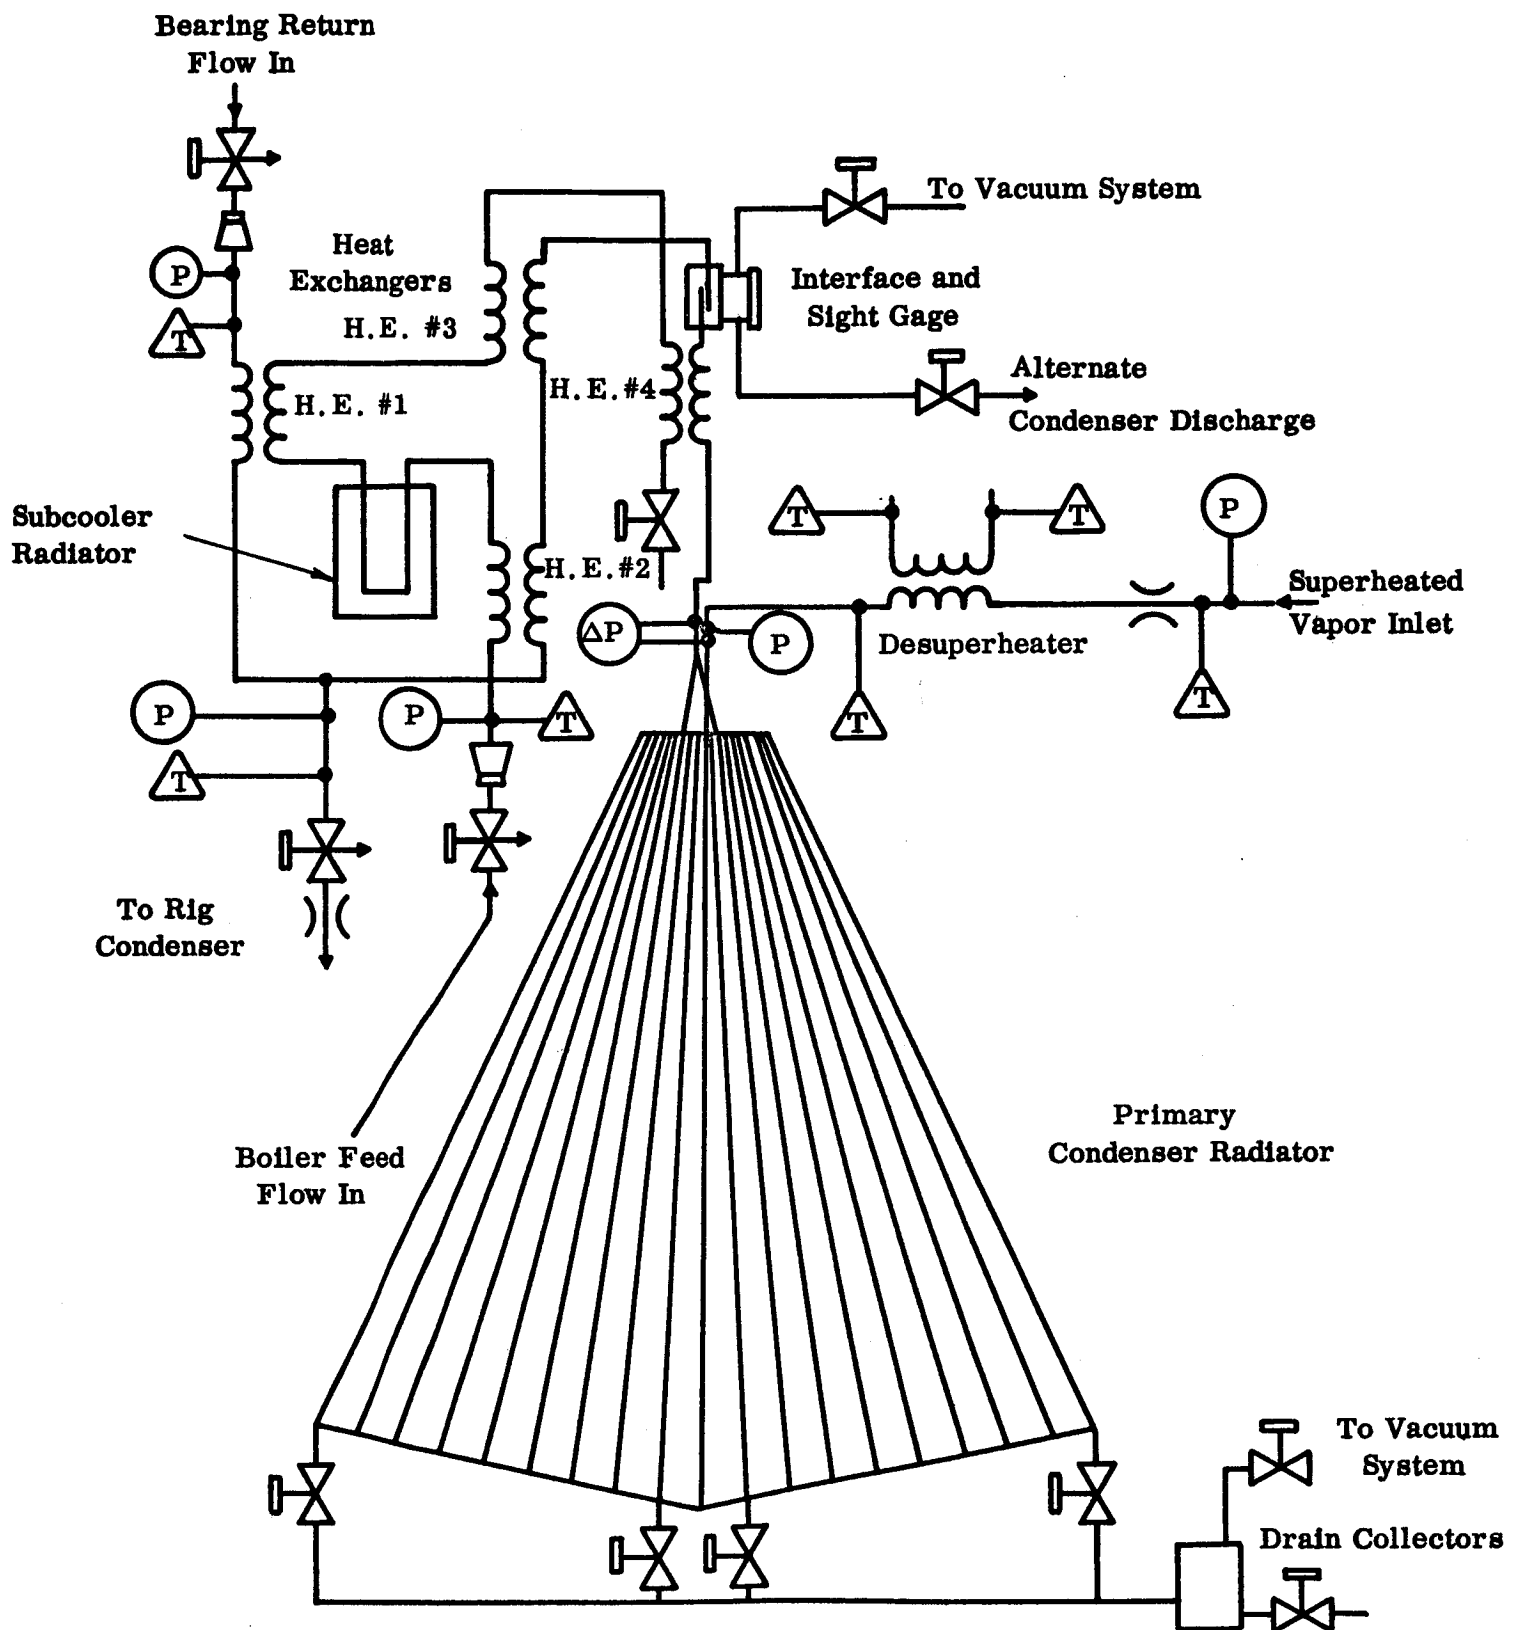 Bearing Return
Flow In
To Vacuum System
P
Heat
Exchangers
Interface and
Sight Gage
H.E. #3
T
Alternate
Condenser Discharge
H.E. #4
H.E. #1
P
T
T
Subcooler
Radiator
H.E. #2
Superheated
Vapor Inlet
ΔP
P
Desuperheater
T
P
P
T
T
T
To Rig
Condenser
Primary
Condenser Radiator
Boiler Feed
Flow In
To Vacuum
System
Drain Collectors